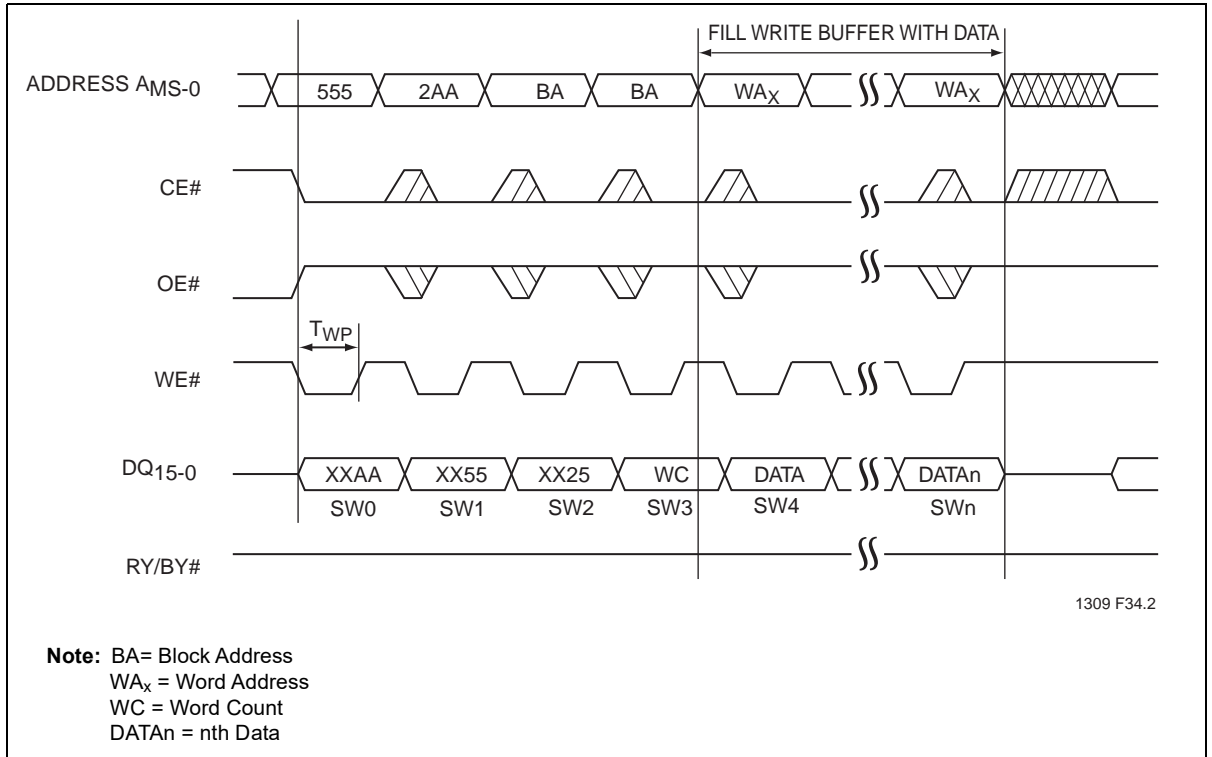 FILL WRITE BUFFER WITH DATA
ADDRESS AMS-0 555 2AA BA BA WAX WAX
CE#
OE#
TWP
WE#
DQ15-0 XXAA XX55 XX25 WC DATA DATAn
SW0 SW1 SW2 SW3 SW4 SWn
RY/BY#
1309 F34.2
Note: BA= Block Address
WAx = Word Address
WC = Word Count
DATAn = nth Data